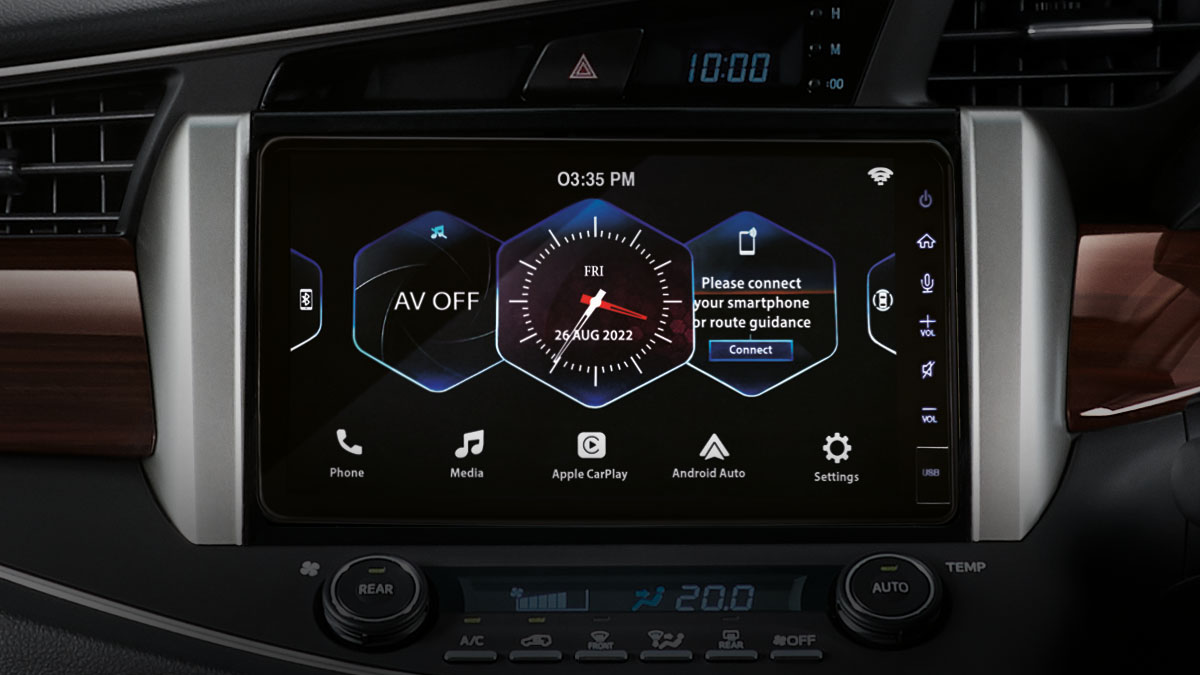 H
10:00
M
:00
03:35 PM
FRI
26 AUG 2022
AV OFF
Please connect
your smartphone
or route guidance
Connect
VOL
VOL
USB
Phone
Media
Apple CarPlay
Android Auto
Settings
REAR
20.0
AUTO
TEMP
A/C
FRONT
REAR
OFF